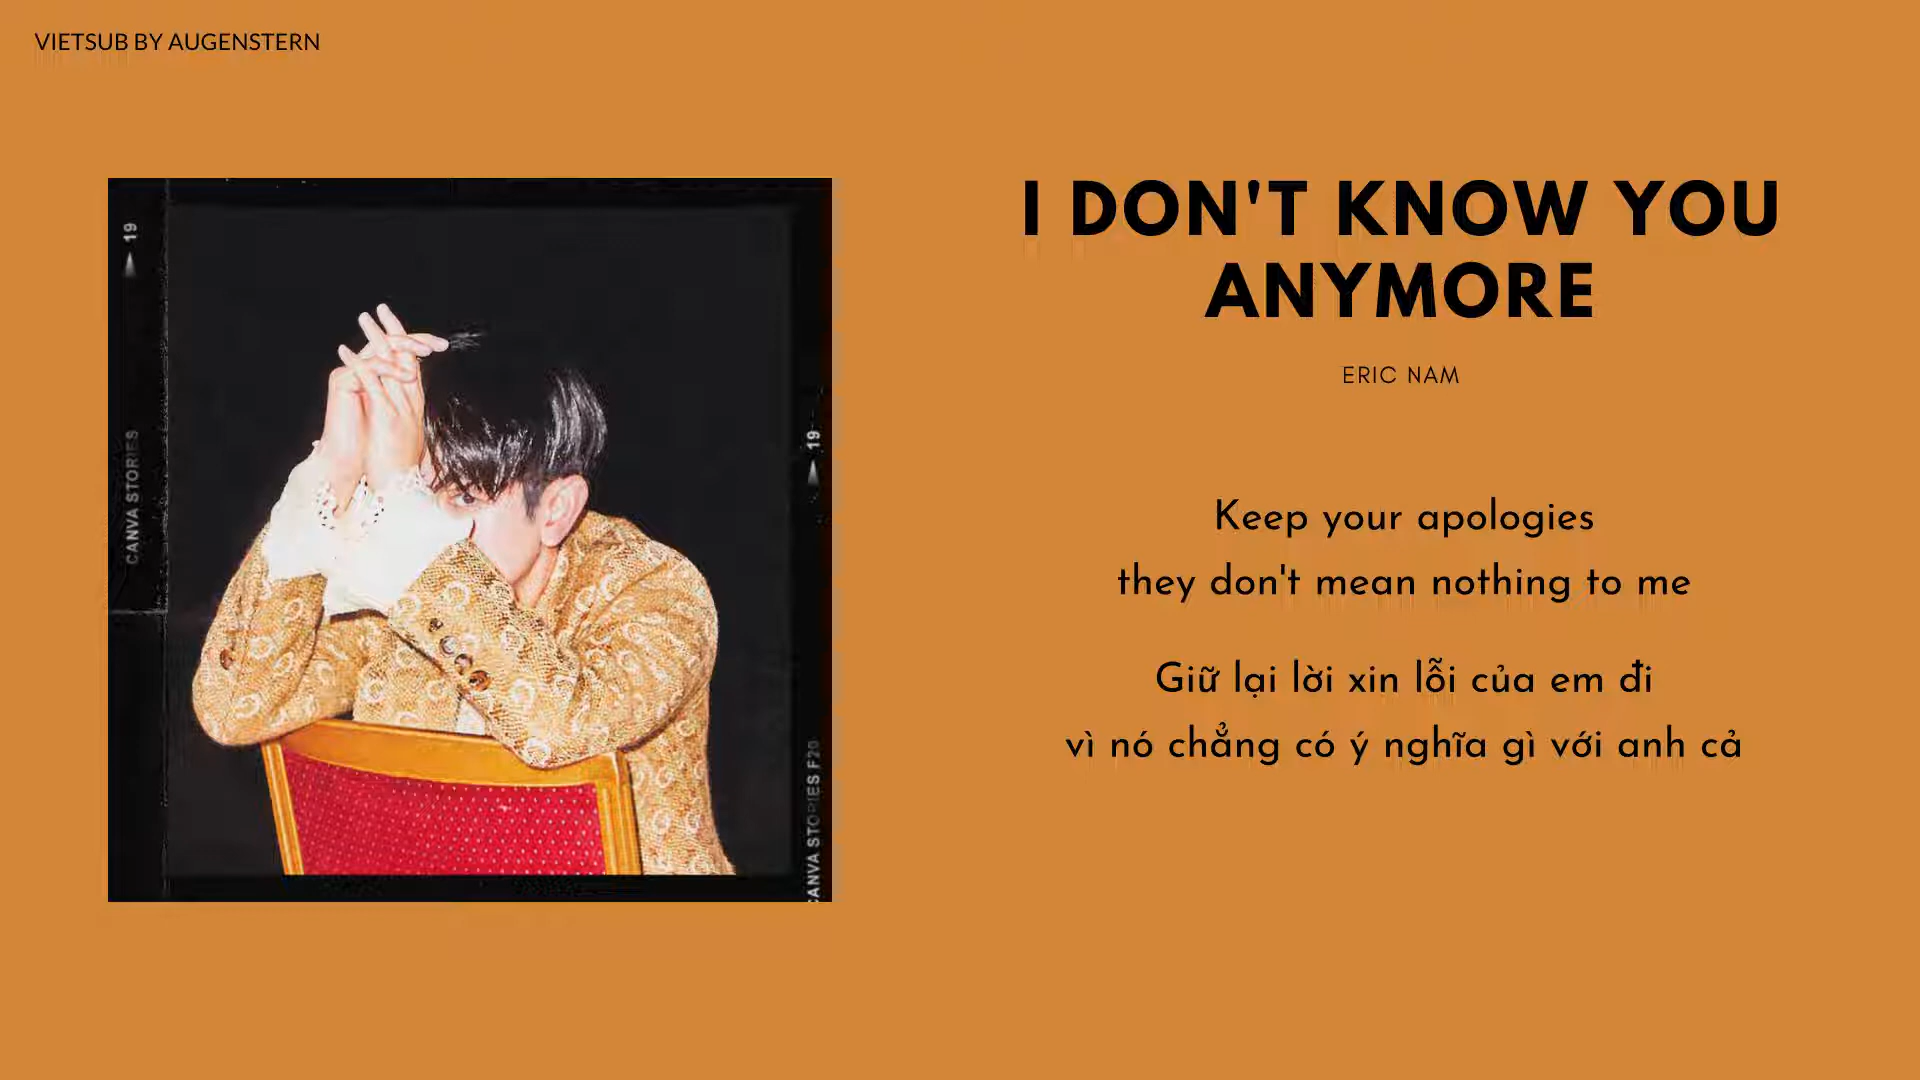 VIETSUB BY AUGENSTERN
19
CANVA STORIES
19
CANVA STORIES F20
I DON'T KNOW YOU
ANYMORE
ERIC NAM
Keep your apologies
they don't mean nothing to me
Giữ lại lời xin lỗi của em đi
vì nó chẳng có ý nghĩa gì với anh cả